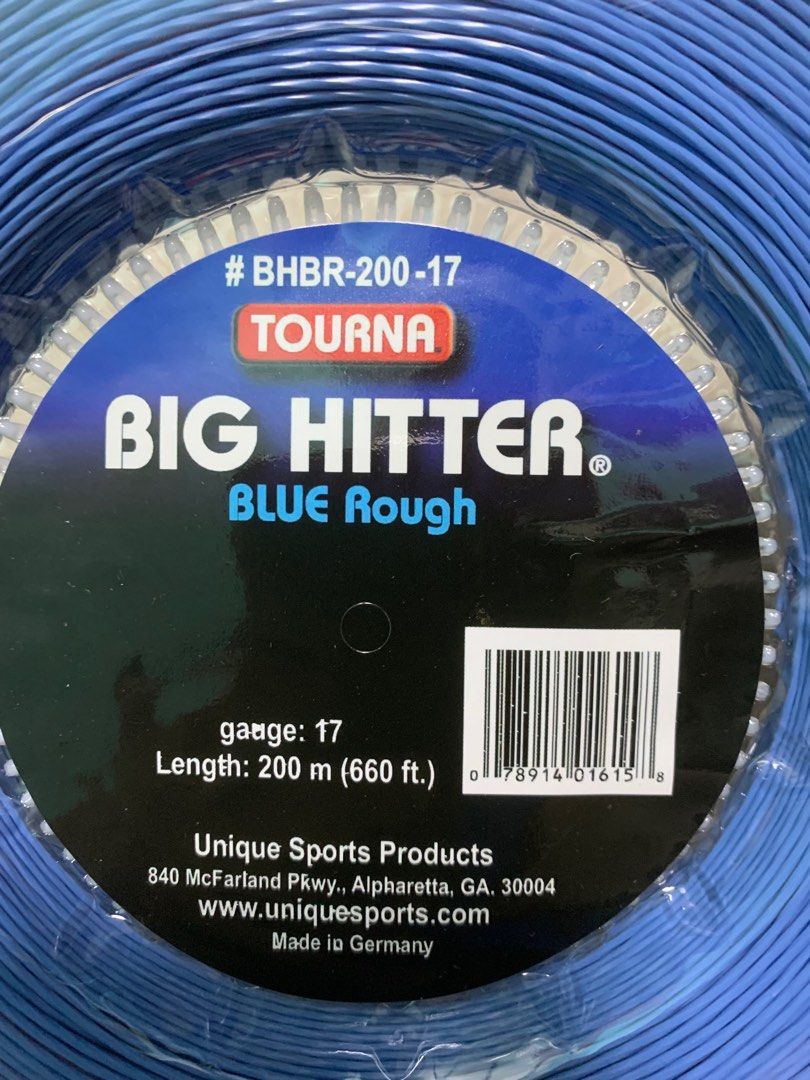 # BHBR-200-17
TOURNA
BIG HITTER®
BLUE Rough
gauge: 17
Length: 200 m (660 ft.)
0 78914 01615 8
Unique Sports Products
840 McFarland Pkwy., Alpharetta, GA. 30004
www.uniquesports.com
Made in Germany